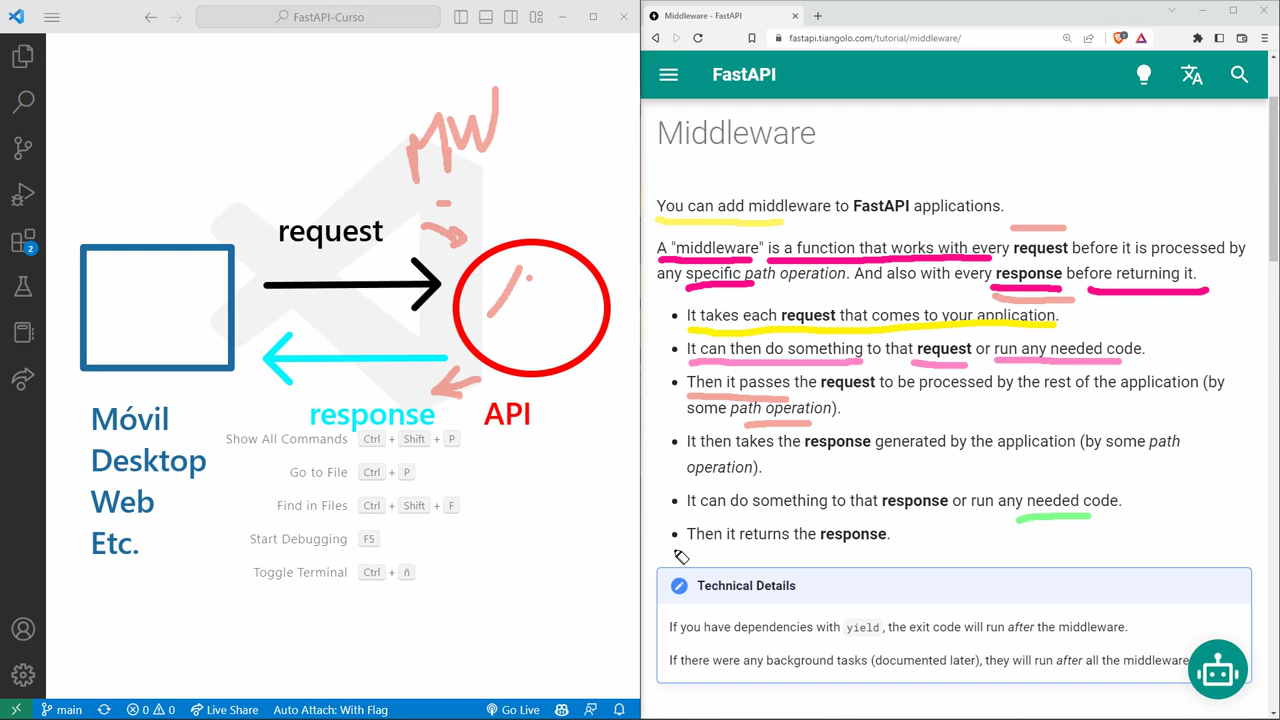 FastAPI-Curso
MW
request
/
response
API
Móvil
Desktop
Web
Etc.
Show All Commands Ctrl + Shift + P
Go to File Ctrl + P
Find in Files Ctrl + Shift + F
Start Debugging F5
Toggle Terminal Ctrl + ñ
2
main 0 0 Live Share Auto Attach: With Flag Go Live
Middleware - FastAPI
fastapi.tiangolo.com/tutorial/middleware/
1
FastAPI
Middleware
You can add middleware to FastAPI applications.
A "middleware" is a function that works with every request before it is processed by
any specific path operation. And also with every response before returning it.
• It takes each request that comes to your application.
• It can then do something to that request or run any needed code.
• Then it passes the request to be processed by the rest of the application (by
some path operation).
• It then takes the response generated by the application (by some path
operation).
• It can do something to that response or run any needed code.
• Then it returns the response.
Technical Details
If you have dependencies with yield, the exit code will run after the middleware.
If there were any background tasks (documented later), they will run after all the middleware